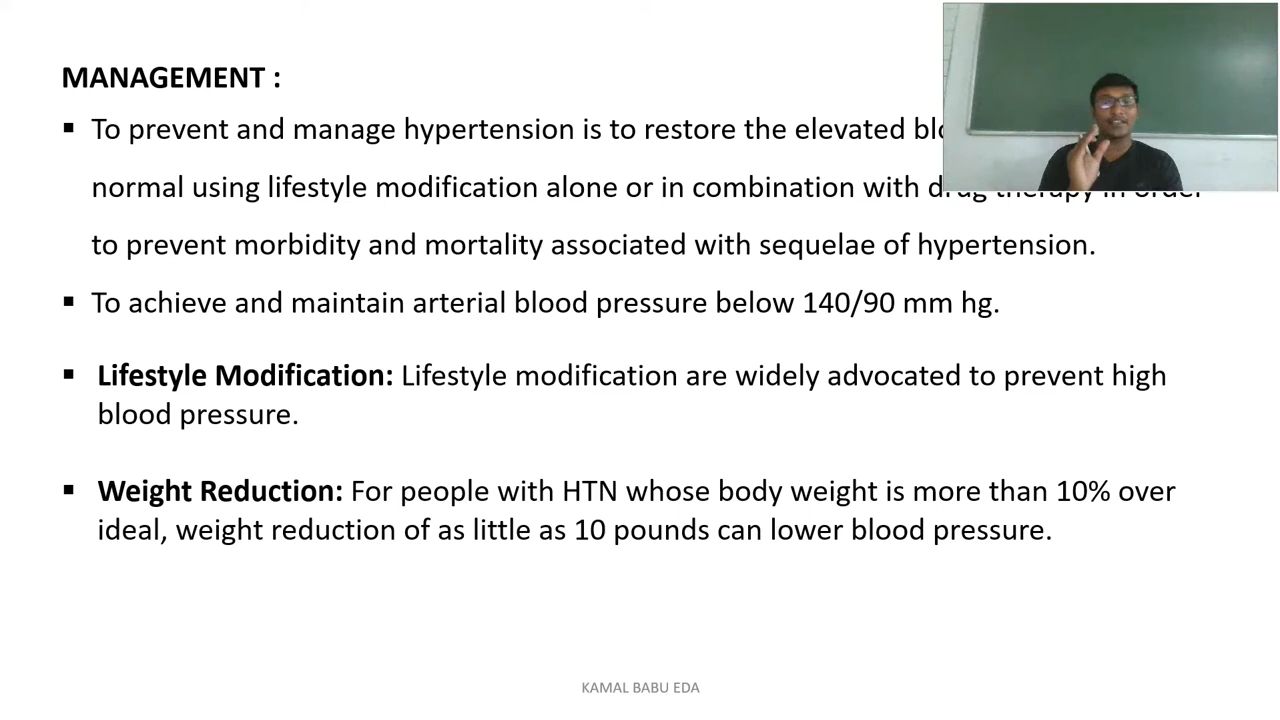 MANAGEMENT :
▪ To prevent and manage hypertension is to restore the elevated
normal using lifestyle modification alone or in combination with drug therapy in order
to prevent morbidity and mortality associated with sequelae of hypertension.
▪ To achieve and maintain arterial blood pressure below 140/90 mm hg.
▪ Lifestyle Modification: Lifestyle modification are widely advocated to prevent high
blood pressure.
▪ Weight Reduction: For people with HTN whose body weight is more than 10% over
ideal, weight reduction of as little as 10 pounds can lower blood pressure.
KAMAL BABU EDA